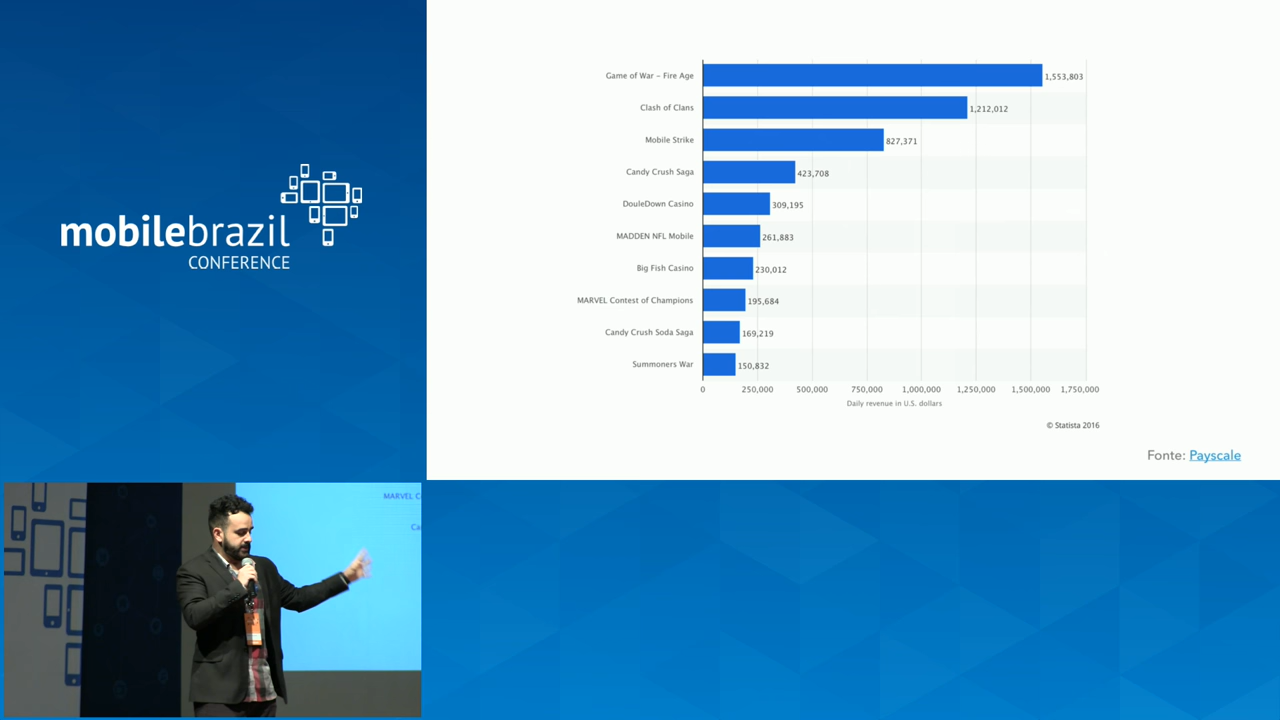 mobilebrazil
CONFERENCE
Game of War - Fire Age 1,553,803
Clash of Clans 1,212,012
Mobile Strike 827,371
Candy Crush Saga 423,708
DouleDown Casino 309,195
MADDEN NFL Mobile 261,883
Big Fish Casino 230,012
MARVEL Contest of Champions 195,684
Candy Crush Soda Saga 169,219
Summoners War 150,832
0 250,000 500,000 750,000 1,000,000 1,250,000 1,500,000 1,750,000
Daily revenue in U.S. dollars
© Statista 2016
Fonte: Payscale
MARVEL C
Ca